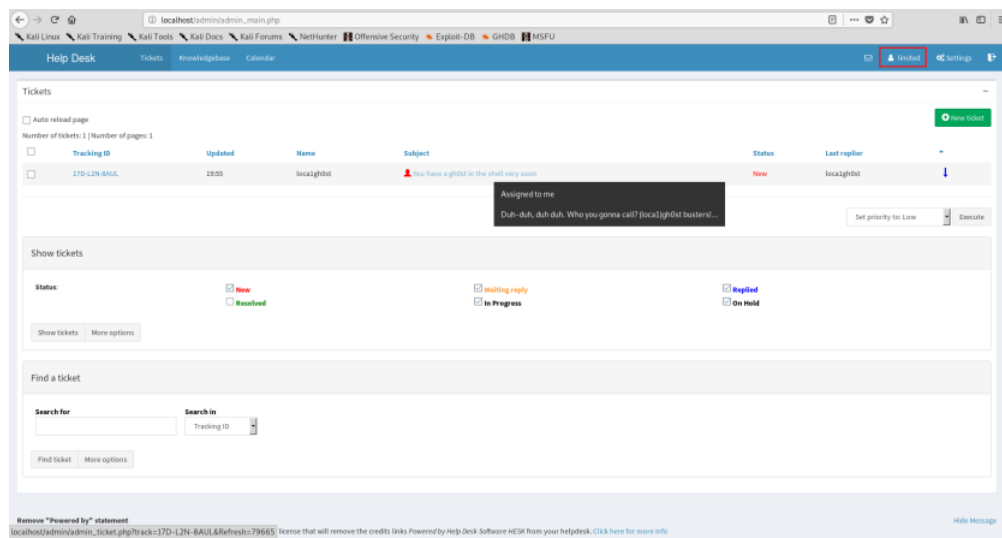 localhost/admin/admin_main.php
Kali Linux Kali Training Kali Tools Kali Docs Kali Forums NetHunter Offensive Security Exploit-DB GHDB MSFU
Help Desk Tickets Knowledgebase Calendar limited Settings
Tickets
Auto reload page
New ticket
Number of tickets: 1 | Number of pages: 1
Tracking ID Updated Name Subject Status Last replier
17D-L2N-8AUL 19:55 loca1gh0st You have a gh0st in the shell very soon New loca1gh0st
Assigned to me
Duh-duh, duh duh. Who you gonna call? (loca1)gh0st busters!...
Set priority to: Low Execute
Show tickets
Status: New Waiting reply Replied
Resolved In Progress On Hold
Show tickets More options
Find a ticket
Search for Search in
Tracking ID
Find ticket More options
Remove "Powered by" statement Hide Message
localhost/admin/admin_ticket.php?track=17D-L2N-8AUL&Refresh=79665 license that will remove the credits links Powered by Help Desk Software HESK from your helpdesk. Click here for more info